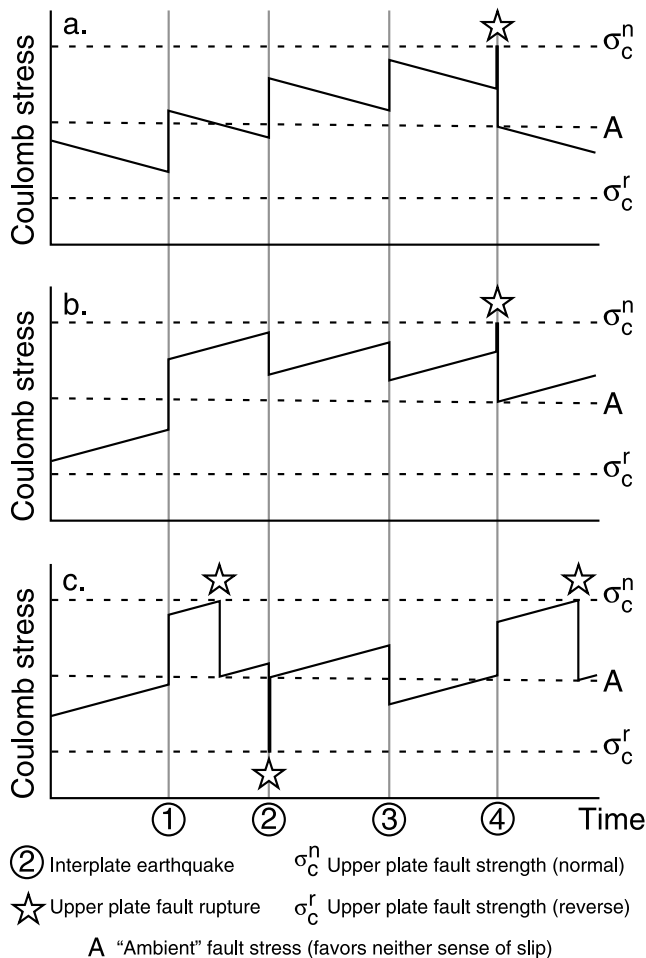 a.
σcⁿ
Coulomb stress
A
σcʳ
b.
σcⁿ
Coulomb stress
A
σcʳ
c.
σcⁿ
Coulomb stress
A
σcʳ
1 2 3 4 Time
2 Interplate earthquake
σcⁿ Upper plate fault strength (normal)
Upper plate fault rupture
σcʳ Upper plate fault strength (reverse)
A “Ambient” fault stress (favors neither sense of slip)